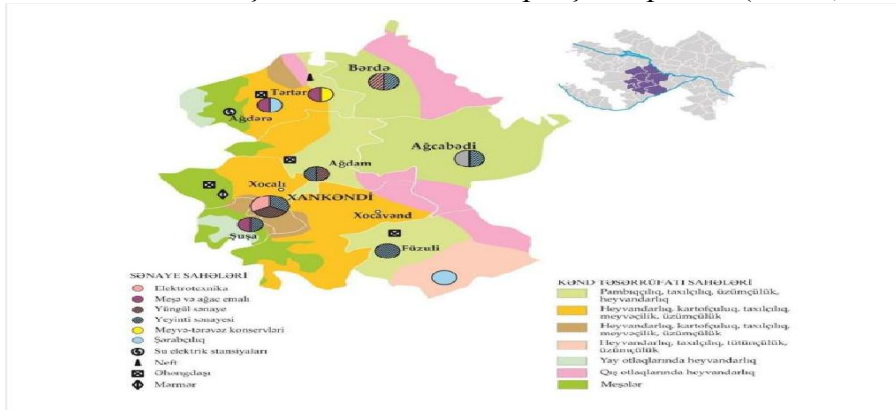 Bərdə
Tərtər
Ağdərə
Ağcabədi
Ağdam
Xocalı
XANKƏNDİ
Xocavənd
Şuşa
Füzuli
SƏNAYE SAHƏLƏRİ
Elektrotexnika
Meşə və ağac emalı
Yüngül sənaye
Yeyinti sənayesi
Meyvə-tərəvəz konservləri
Şərabçılıq
Su elektrik stansiyaları
Neft
Əhəngdaşı
Mərmər
KƏND TƏSƏRRÜFATI SAHƏLƏRİ
Pambıqçılıq, taxılçılıq, üzümçülük,
heyvandarlıq
Heyvandarlıq, kartofçuluq, taxılçılıq,
meyvəçilik, üzümçülük
Heyvandarlıq, kartofçuluq, taxılçılıq,
meyvəçilik, üzümçülük
Heyvandarlıq, taxılçılıq, tütünçülük,
üzümçülük
Yay otlaqlarında heyvandarlıq
Qış otlaqlarında heyvandarlıq
Meşələr